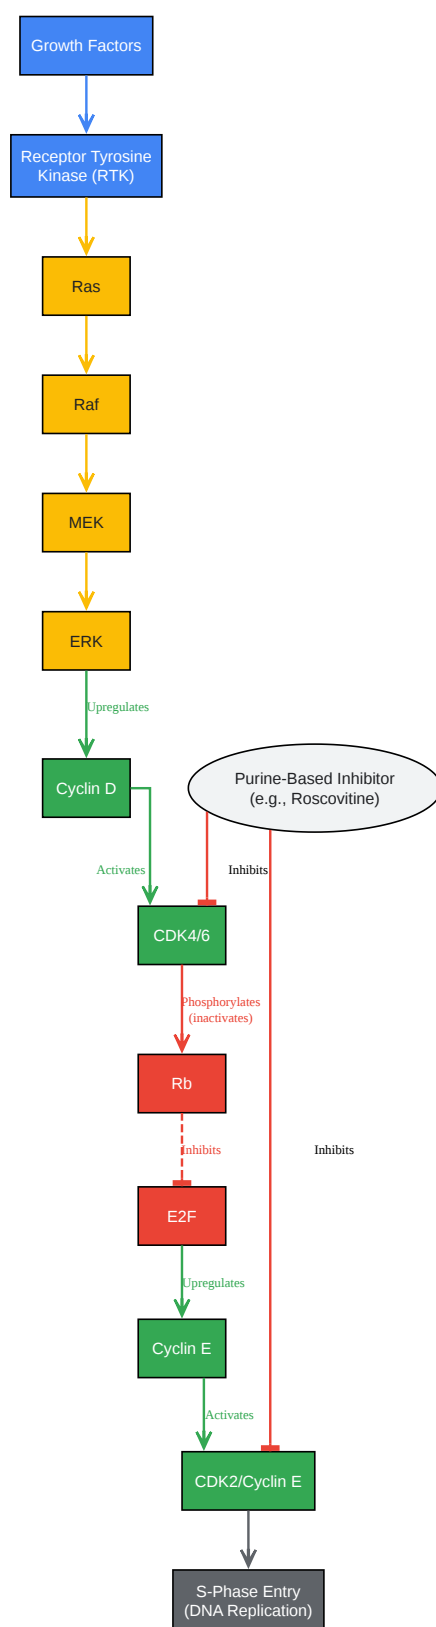 Growth Factors
Receptor Tyrosine
Kinase (RTK)
Ras
Raf
MEK
ERK
Upregulates
Cyclin D
Purine-Based Inhibitor
(e.g., Roscovitine)
Activates
Inhibits
CDK4/6
Phosphorylates
(inactivates)
Rb
Inhibits
Inhibits
E2F
Upregulates
Cyclin E
Activates
CDK2/Cyclin E
S-Phase Entry
(DNA Replication)